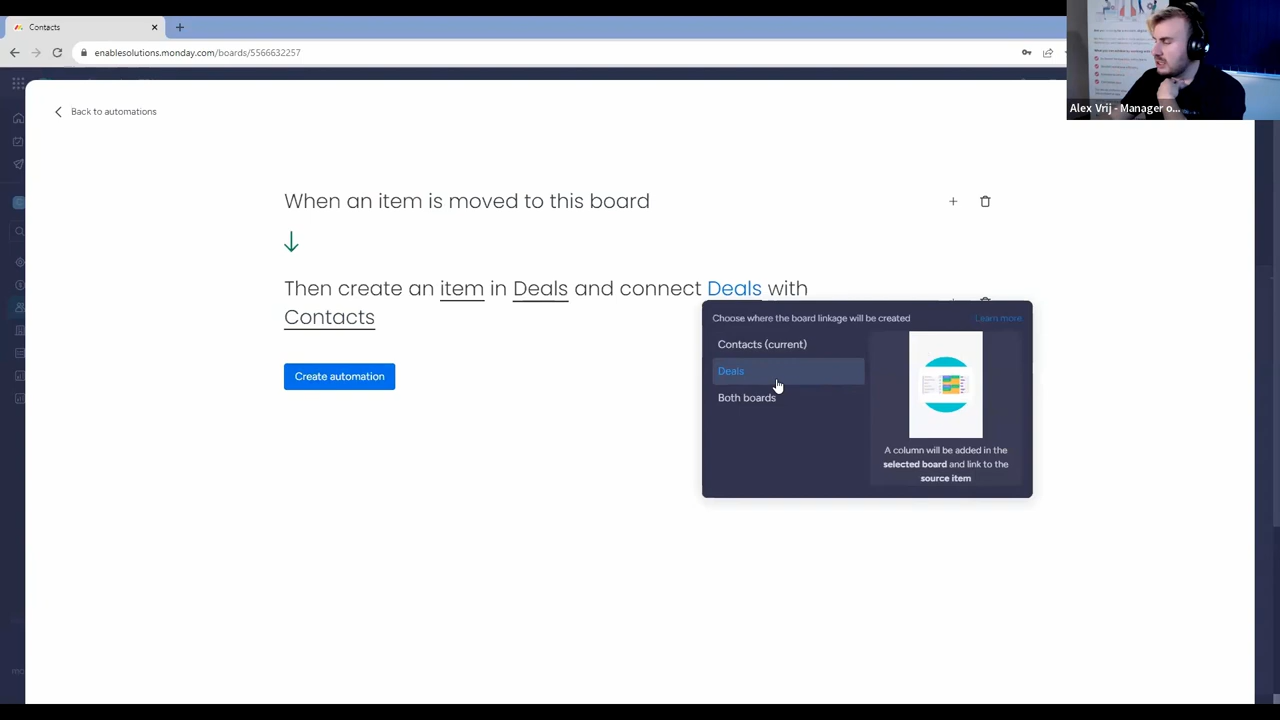 Contacts
enablesolutions.monday.com/boards/5566632257
Alex Vrij - Manager o...
Back to automations
When an item is moved to this board
Then create an item in Deals and connect Deals with
Contacts
Choose where the board linkage will be created
Learn more
Contacts (current)
Deals
Both boards
A column will be added in the
selected board and link to the
source item
Create automation